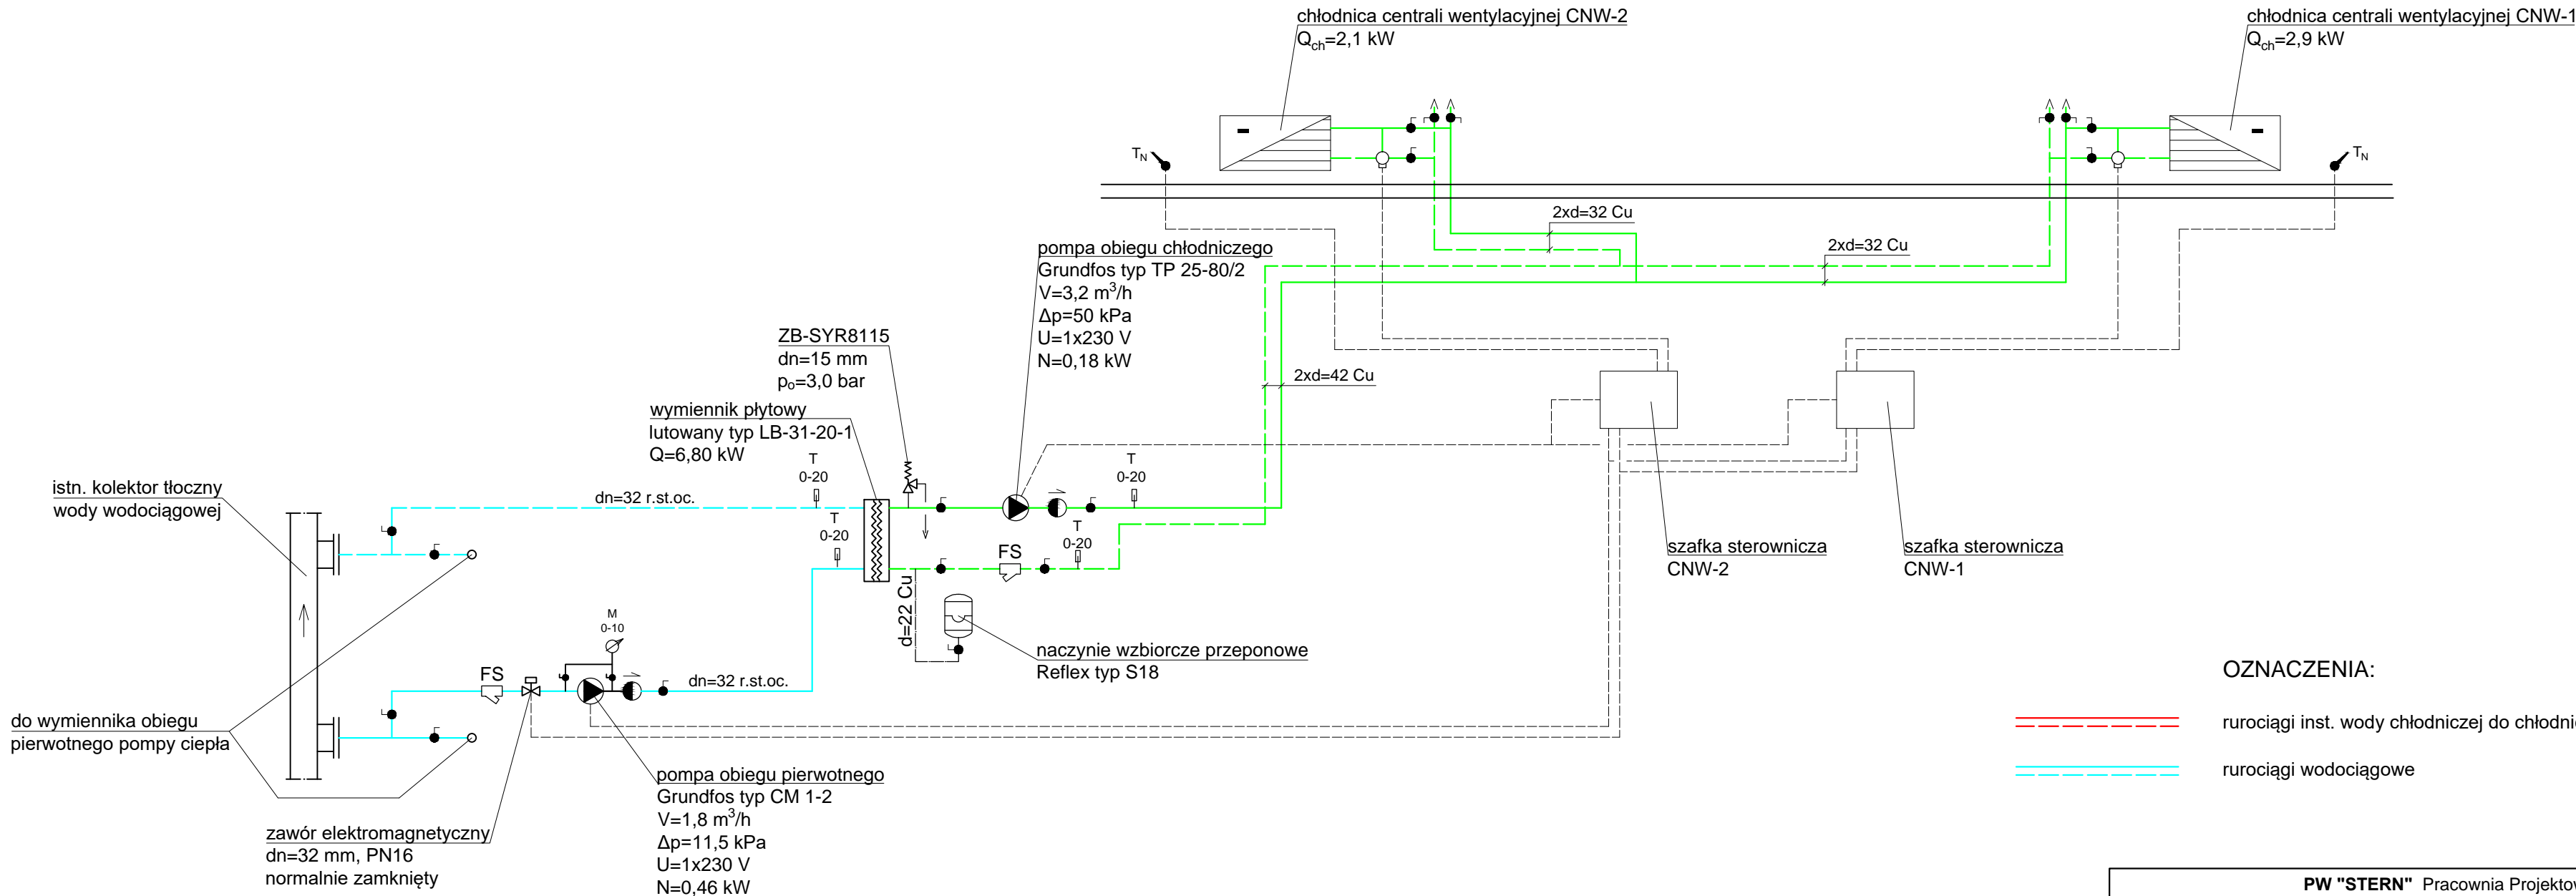 chłodnica centrali wentylacyjnej CNW-2
Qch=2,1 kW
chłodnica centrali wentylacyjnej CNW-1
Qch=2,9 kW
TN
TN
2xd=32 Cu
2xd=32 Cu
pompa obiegu chłodniczego
Grundfos typ TP 25-80/2
V=3,2 m³/h
Δp=50 kPa
U=1x230 V
N=0,18 kW
ZB-SYR8115
dn=15 mm
po=3,0 bar
2xd=42 Cu
wymiennik płytowy
lutowany typ LB-31-20-1
Q=6,80 kW
T
0-20
T
0-20
istn. kolektor tłoczny
wody wodociągowej
dn=32 r.st.oc.
T
0-20
T
0-20
FS
szafka sterownicza
CNW-2
szafka sterownicza
CNW-1
d=22 Cu
M
0-10
naczynie wzbiorcze przeponowe
Reflex typ S18
FS
dn=32 r.st.oc.
do wymiennika obiegu
pierwotnego pompy ciepła
OZNACZENIA:
rurociągi inst. wody chłodniczej do chłodni
rurociągi wodociągowe
pompa obiegu pierwotnego
Grundfos typ CM 1-2
V=1,8 m³/h
Δp=11,5 kPa
U=1x230 V
N=0,46 kW
zawór elektromagnetyczny
dn=32 mm, PN16
normalnie zamknięty
PW "STERN" Pracownia Projektow